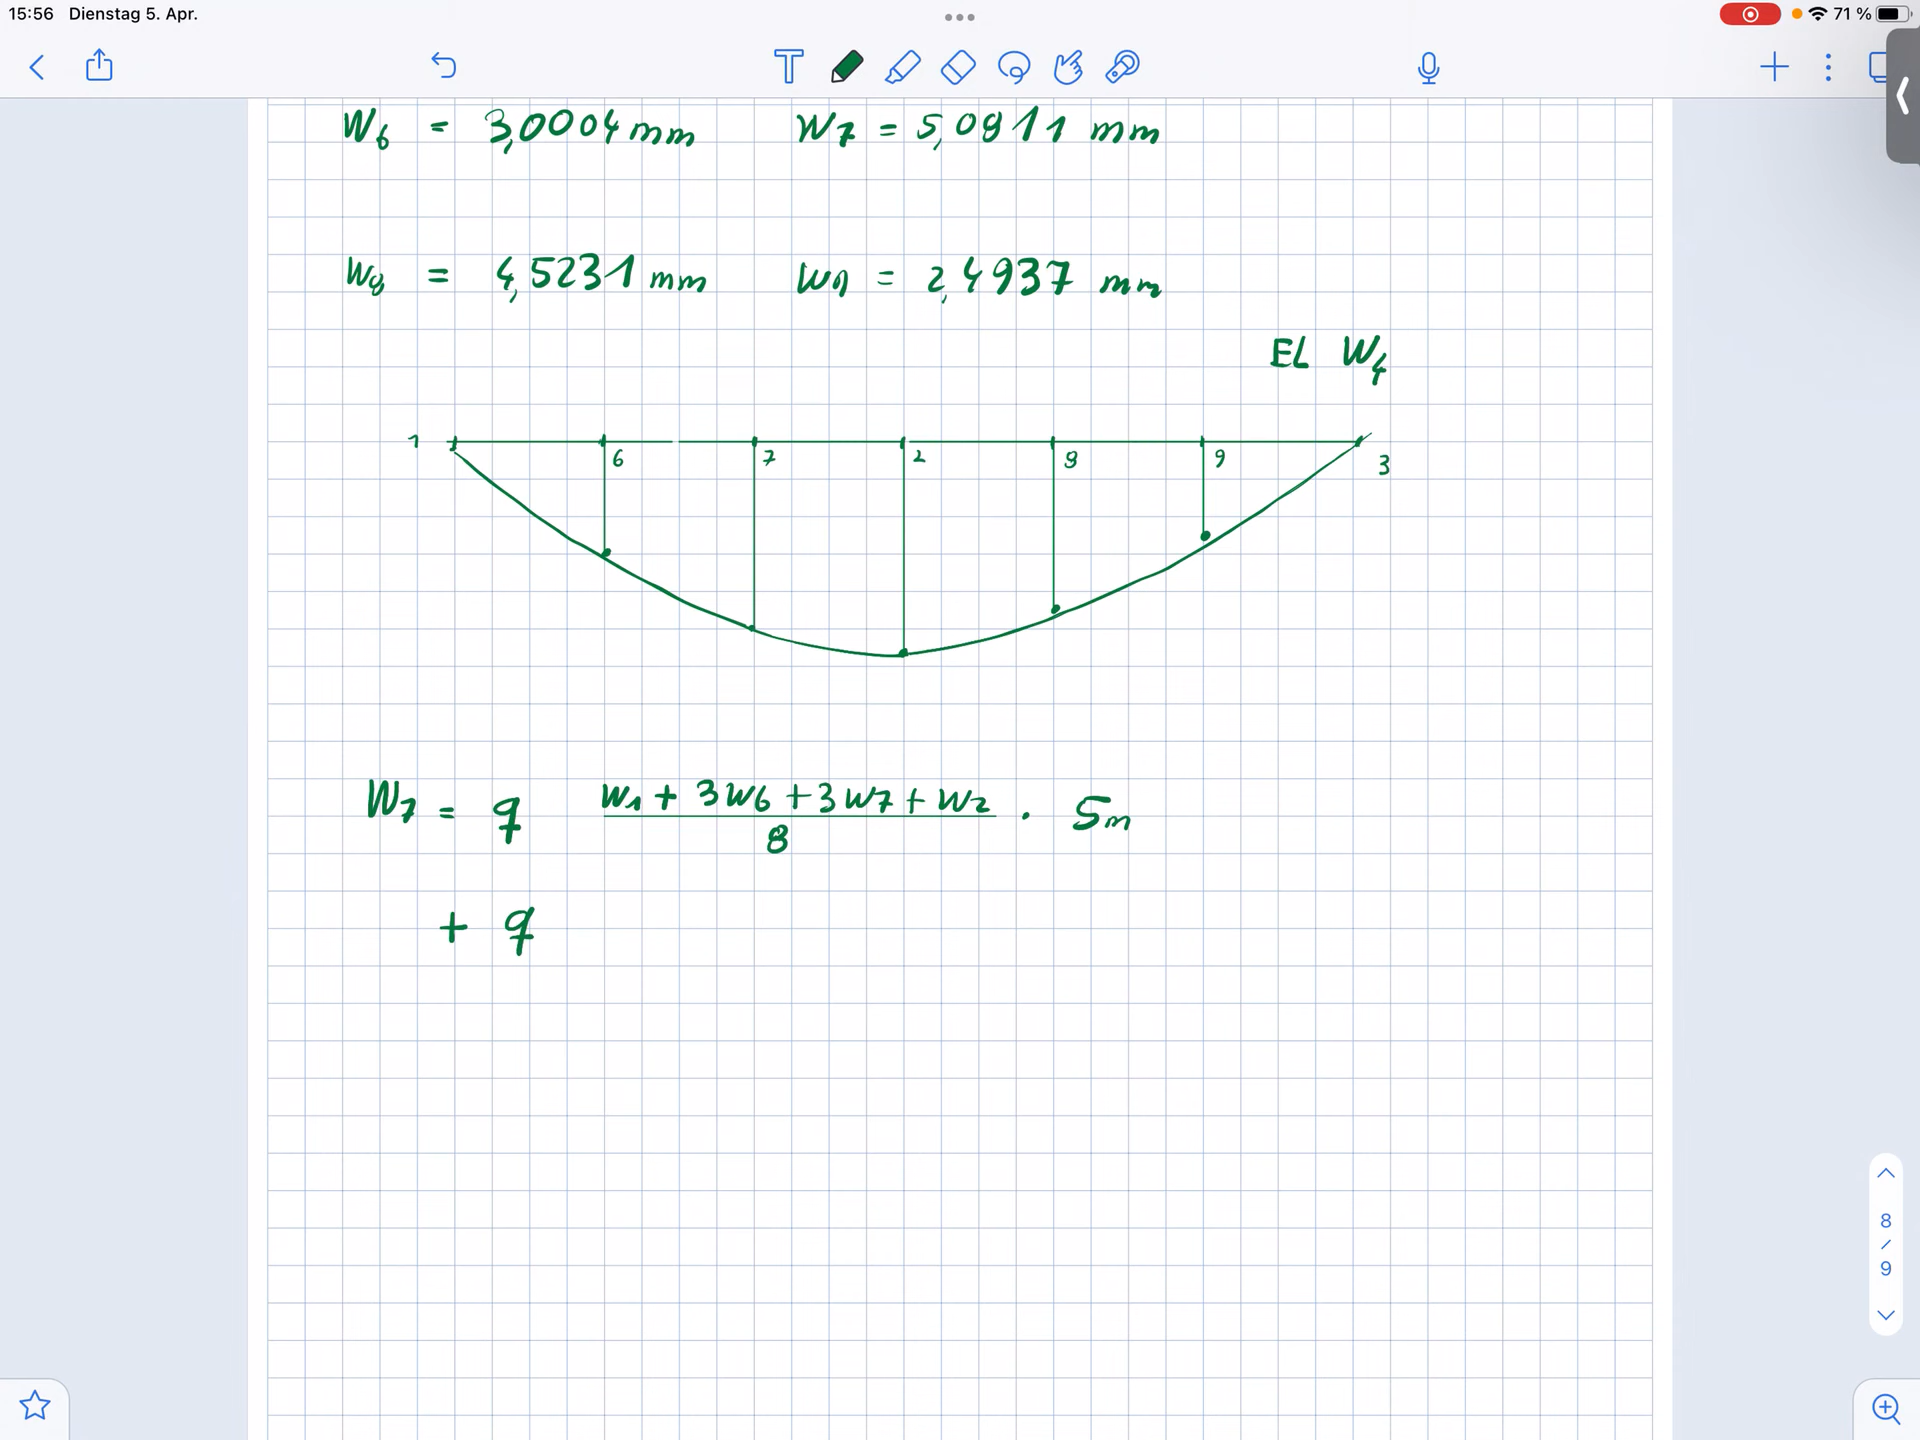 15:56 Dienstag 5. Apr. 71 %
W6 = 3,0004 mm W7 = 5,0811 mm
W8 = 4,5231 mm W9 = 2,4937 mm
EL W4
1 6 7 2 8 9 3
W7 = q (w1 + 3w6 + 3w7 + w2) / 8 · 5m
+ q
8
/
9